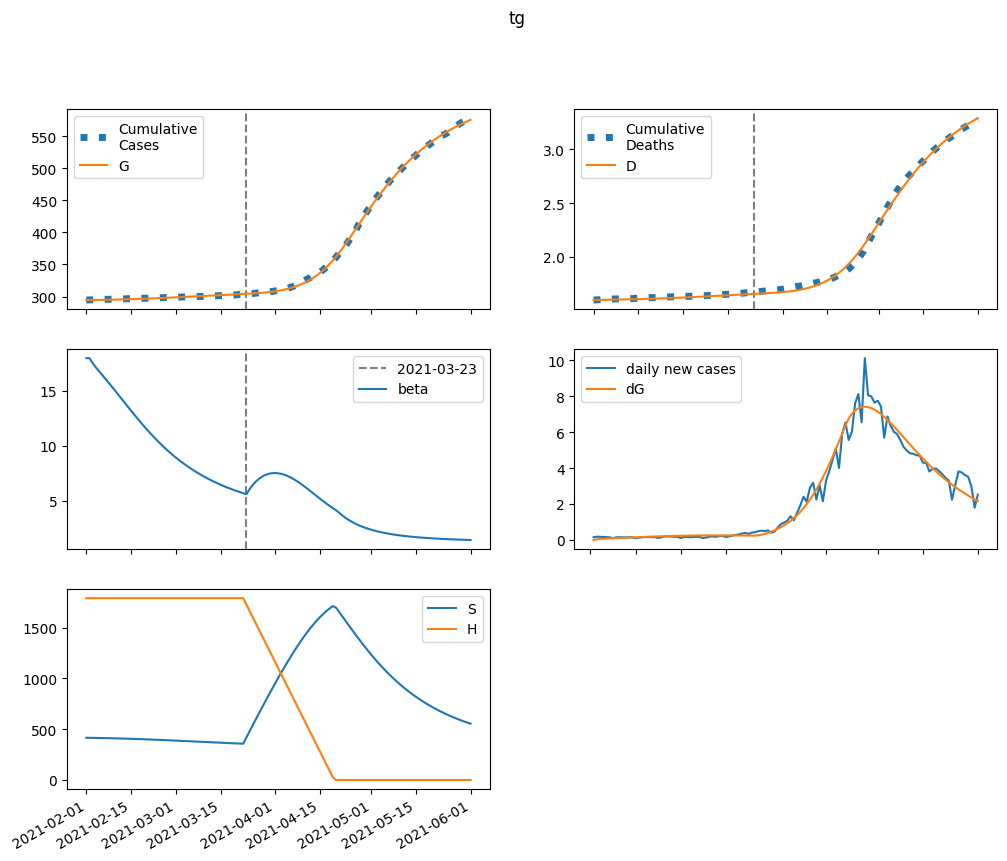 tg
Cumulative
Cases
G
550
500
450
400
350
300
Cumulative
Deaths
D
3.0
2.5
2.0
2021-03-23
beta
15
10
5
daily new cases
dG
10
8
6
4
2
0
S
H
1500
1000
500
0
2021-02-01
2021-02-15
2021-03-01
2021-03-15
2021-04-01
2021-04-15
2021-05-01
2021-05-15
2021-06-01